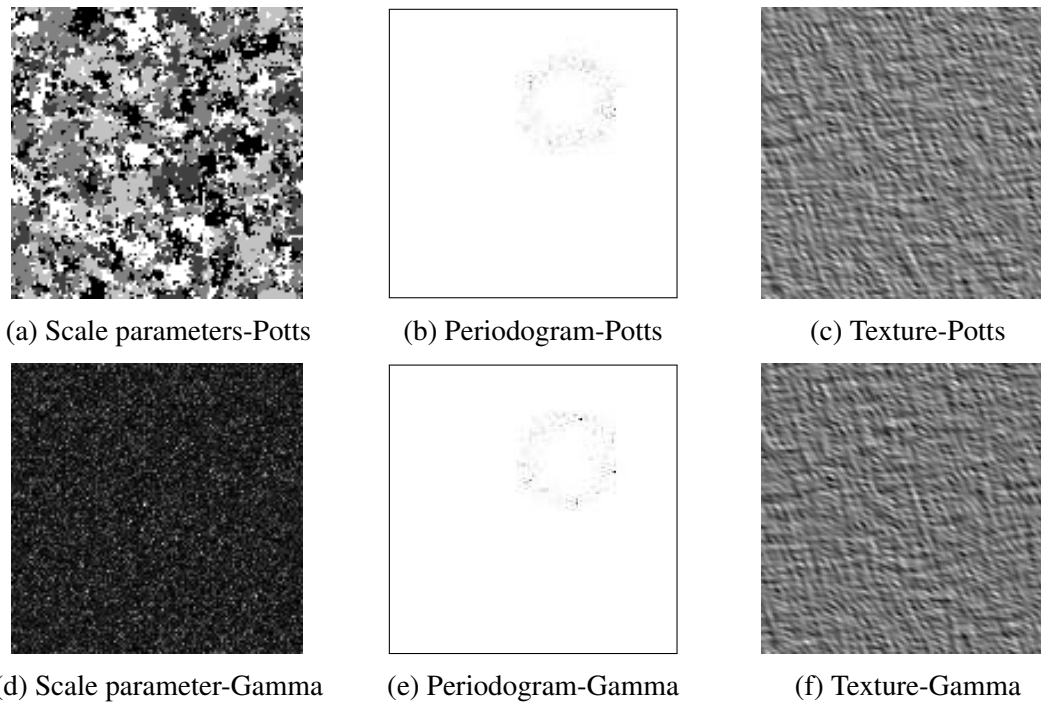 (a) Scale parameters-Potts
(b) Periodogram-Potts
(c) Texture-Potts
d) Scale parameter-Gamma
(e) Periodogram-Gamma
(f) Texture-Gamma